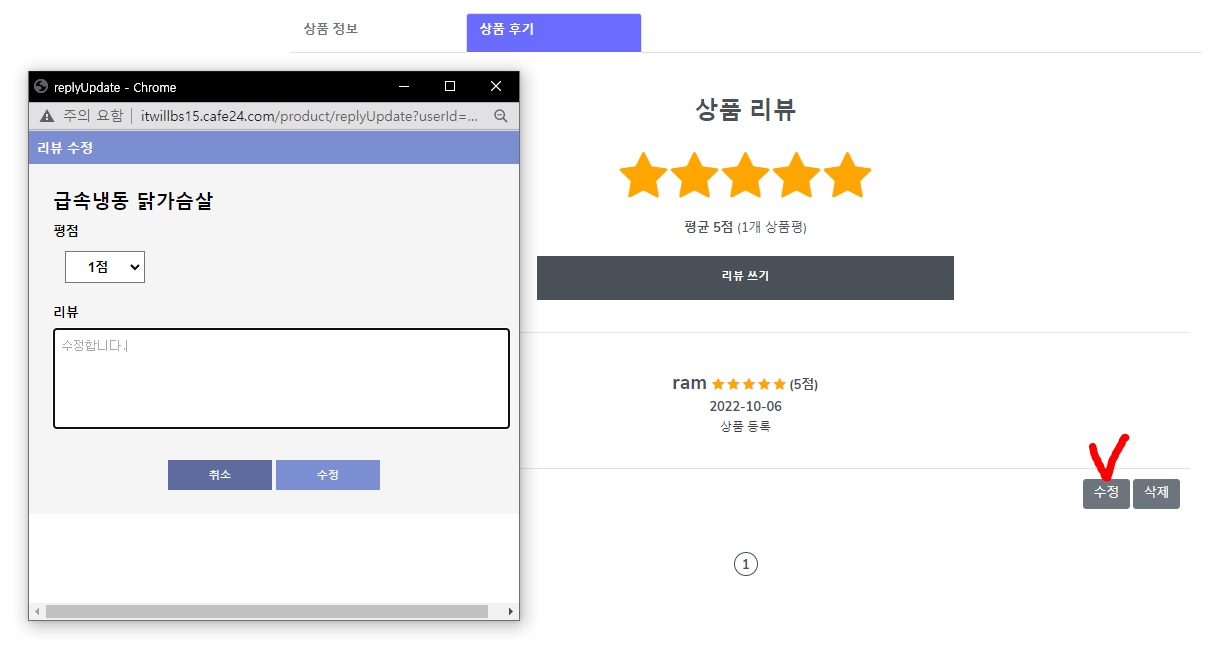 상품 정보
상품 후기
replyUpdate - Chrome
주의 요함 | itwillbs15.cafe24.com/product/replyUpdate?userId=...
리뷰 수정
급속냉동 닭가슴살
평점
1점
리뷰
수정합니다.
취소
수정
상품 리뷰
평균 5점 (1개 상품평)
리뷰 쓰기
ram ★★★★★ (5점)
2022-10-06
상품 등록
수정
삭제
1